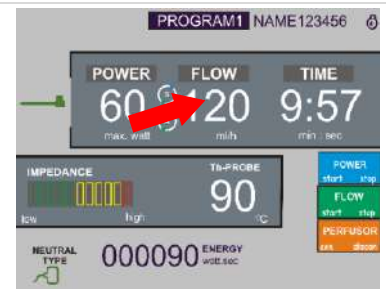 PROGRAM1 NAME123456
POWER FLOW TIME
60 120 9:57
max. watt ml/h min : sec
IMPEDANCE
low high
Th-PROBE
90
°C
POWER
start stop
FLOW
start stop
PERFUSOR
NEUTRAL
TYPE
000090 ENERGY
watt.sec